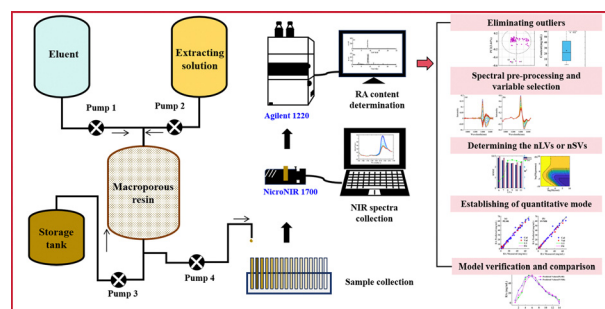 Eluent
Extracting
solution
Pump 1
Pump 2
Macroporous
resin
Storage
tank
Pump 3
Pump 4
Agilent 1220
RA content
determination
NicroNIR 1700
NIR spectra
collection
Sample collection
Eliminating outliers
Spectral pre-processing and
variable selection
Determining the nLVs or nSVs
Establishing of quantitative mode
Model verification and comparison